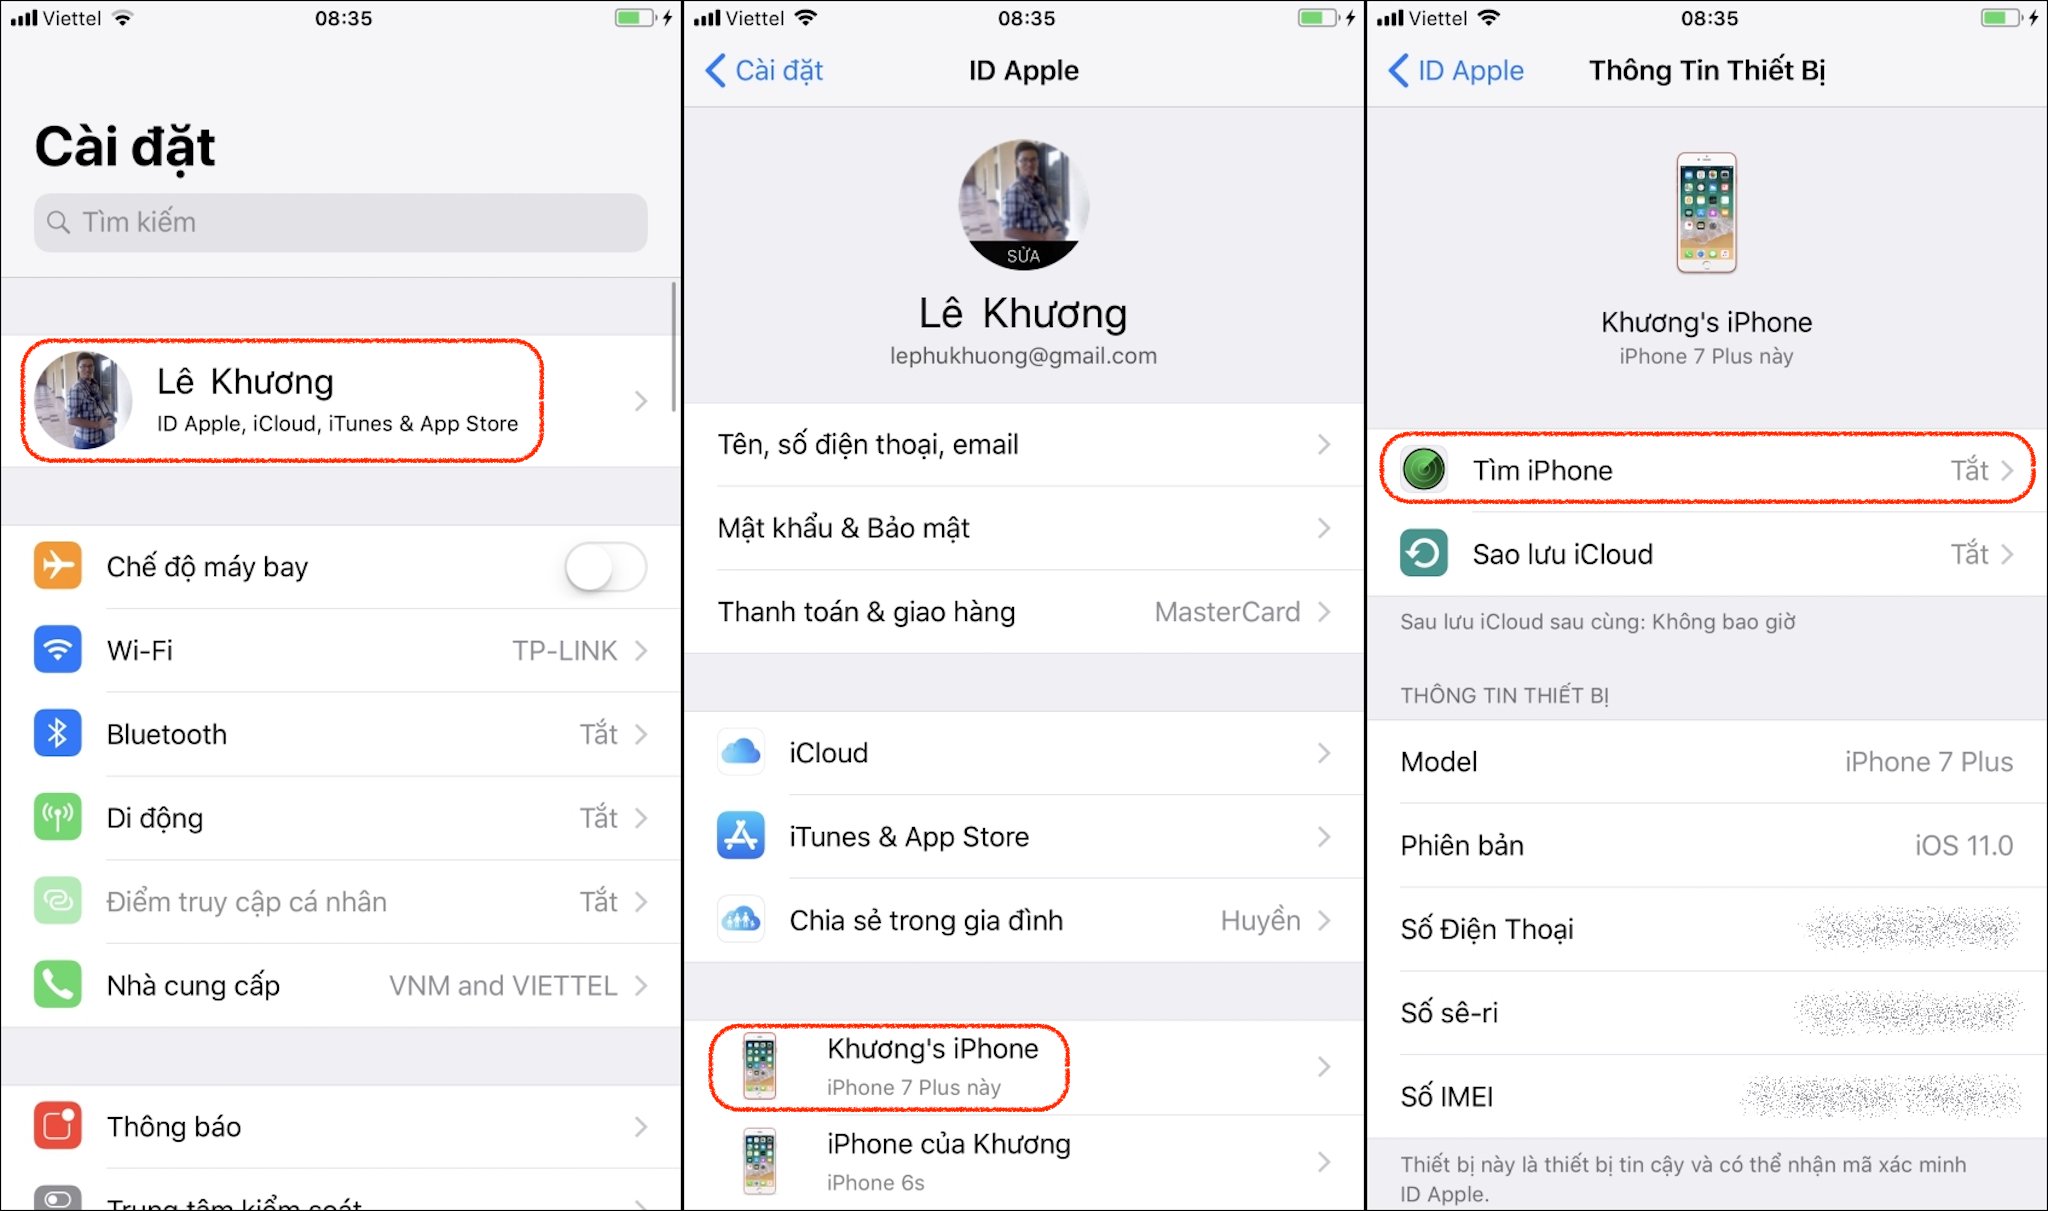 Viettel 08:35
Cài đặt
Tìm kiếm
Lê Khương
ID Apple, iCloud, iTunes & App Store
Chế độ máy bay
Wi-Fi TP-LINK
Bluetooth Tắt
Di động Tắt
Điểm truy cập cá nhân Tắt
Nhà cung cấp VNM and VIETTEL
Thông báo
Trung tâm kiểm soát
Viettel 08:35
Cài đặt ID Apple
SỬA
Lê Khương
lephukhuong@gmail.com
Tên, số điện thoại, email
Mật khẩu & Bảo mật
Thanh toán & giao hàng MasterCard
iCloud
iTunes & App Store
Chia sẻ trong gia đình Huyền
Khương's iPhone
iPhone 7 Plus này
iPhone của Khương
iPhone 6s
Viettel 08:35
ID Apple Thông Tin Thiết Bị
Khương's iPhone
iPhone 7 Plus này
Tìm iPhone Tắt
Sao lưu iCloud Tắt
Sau lưu iCloud sau cùng: Không bao giờ
THÔNG TIN THIẾT BỊ
Model iPhone 7 Plus
Phiên bản iOS 11.0
Số Điện Thoại
Số sê-ri
Số IMEI
Thiết bị này là thiết bị tin cậy và có thể nhận mã xác minh
ID Apple.